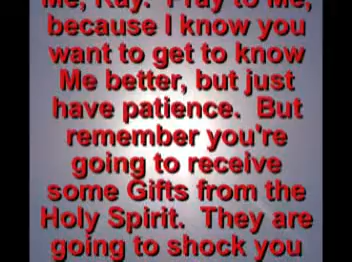 Me, Kay.  Pray to Me,
because I know you
want to get to know
Me better, but just
have patience.  But
remember you're
going to receive
some Gifts from the
Holy Spirit.  They are
going to shock you